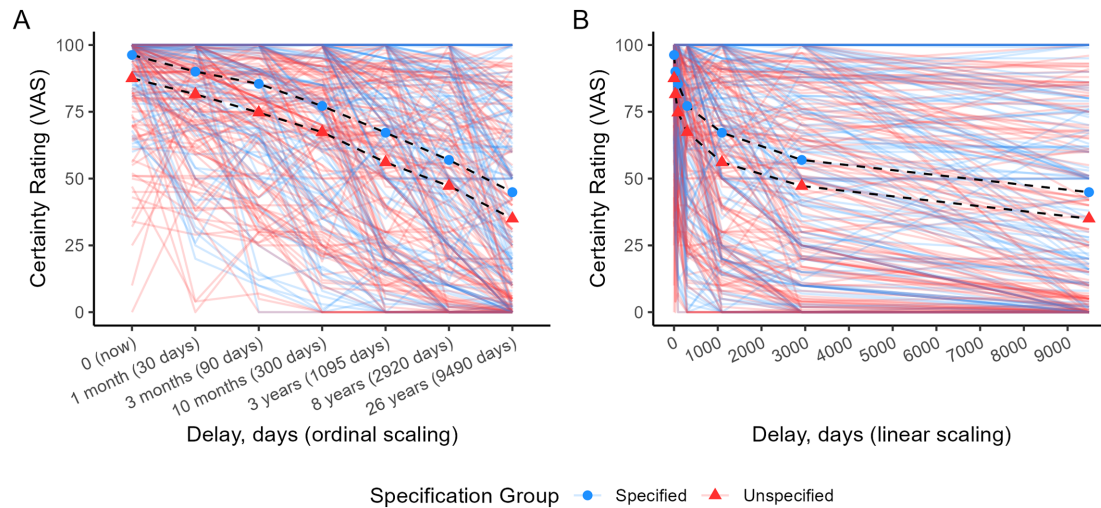 A
B
Certainty Rating (VAS)
100
75
50
25
0
0 (now)
1 month (30 days)
3 months (90 days)
10 months (300 days)
3 years (1095 days)
8 years (2920 days)
26 years (9490 days)
Delay, days (ordinal scaling)
Certainty Rating (VAS)
100
75
50
25
0
0
1000
2000
3000
4000
5000
6000
7000
8000
9000
Delay, days (linear scaling)
Specification Group
Specified
Unspecified